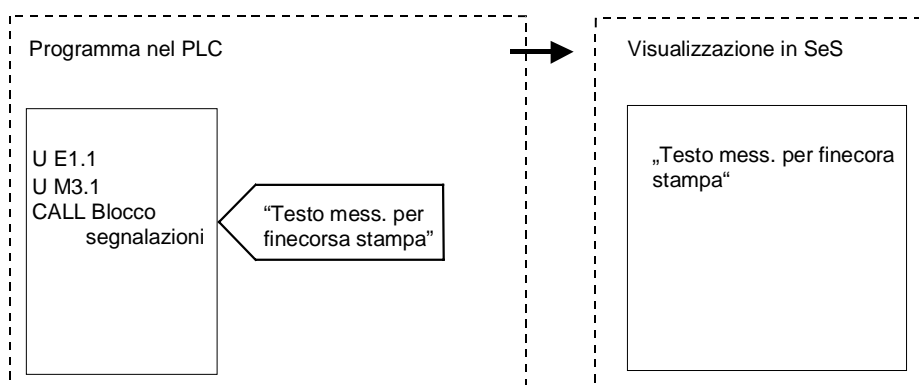 Programma nel PLC
Visualizzazione in SeS
U E1.1
U M3.1
CALL Blocco
segnalazioni
“Testo mess. per
finecorsa stampa”
„Testo mess. per finecora
stampa“